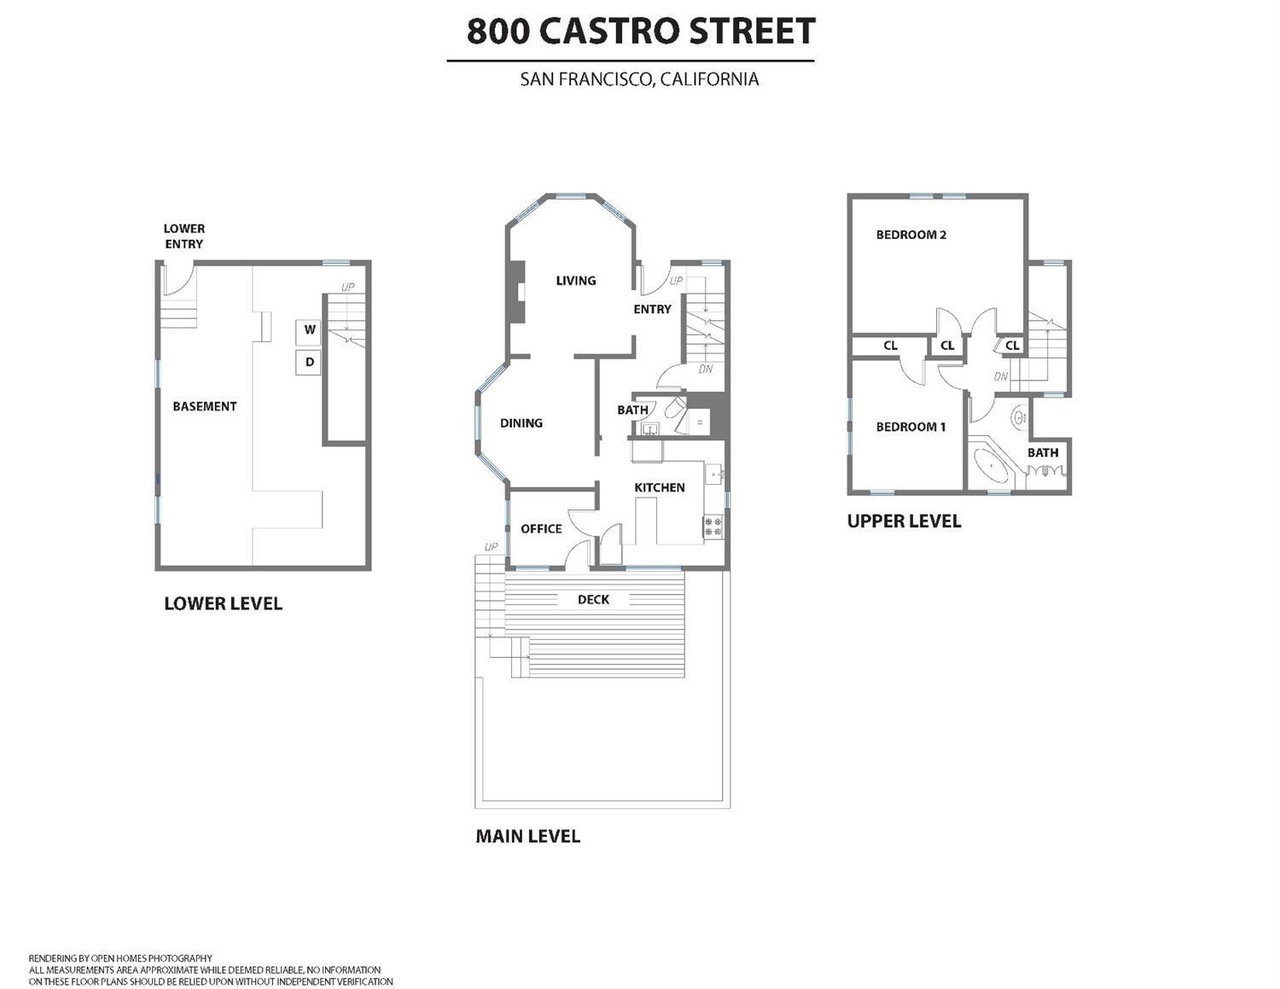 800 CASTRO STREET
SAN FRANCISCO, CALIFORNIA
LOWER
ENTRY
UP
W
D
BASEMENT
LOWER LEVEL
LIVING
UP
ENTRY
DN
BATH
DINING
KITCHEN
OFFICE
UP
DECK
MAIN LEVEL
BEDROOM 2
CL
CL
CL
DN
BEDROOM 1
BATH
UPPER LEVEL
RENDERING BY OPEN HOMES PHOTOGRAPHY
ALL MEASUREMENTS AREA APPROXIMATE WHILE DEEMED RELIABLE, NO INFORMATION
ON THESE FLOOR PLANS SHOULD BE RELIED UPON WITHOUT INDEPENDENT VERIFICATION